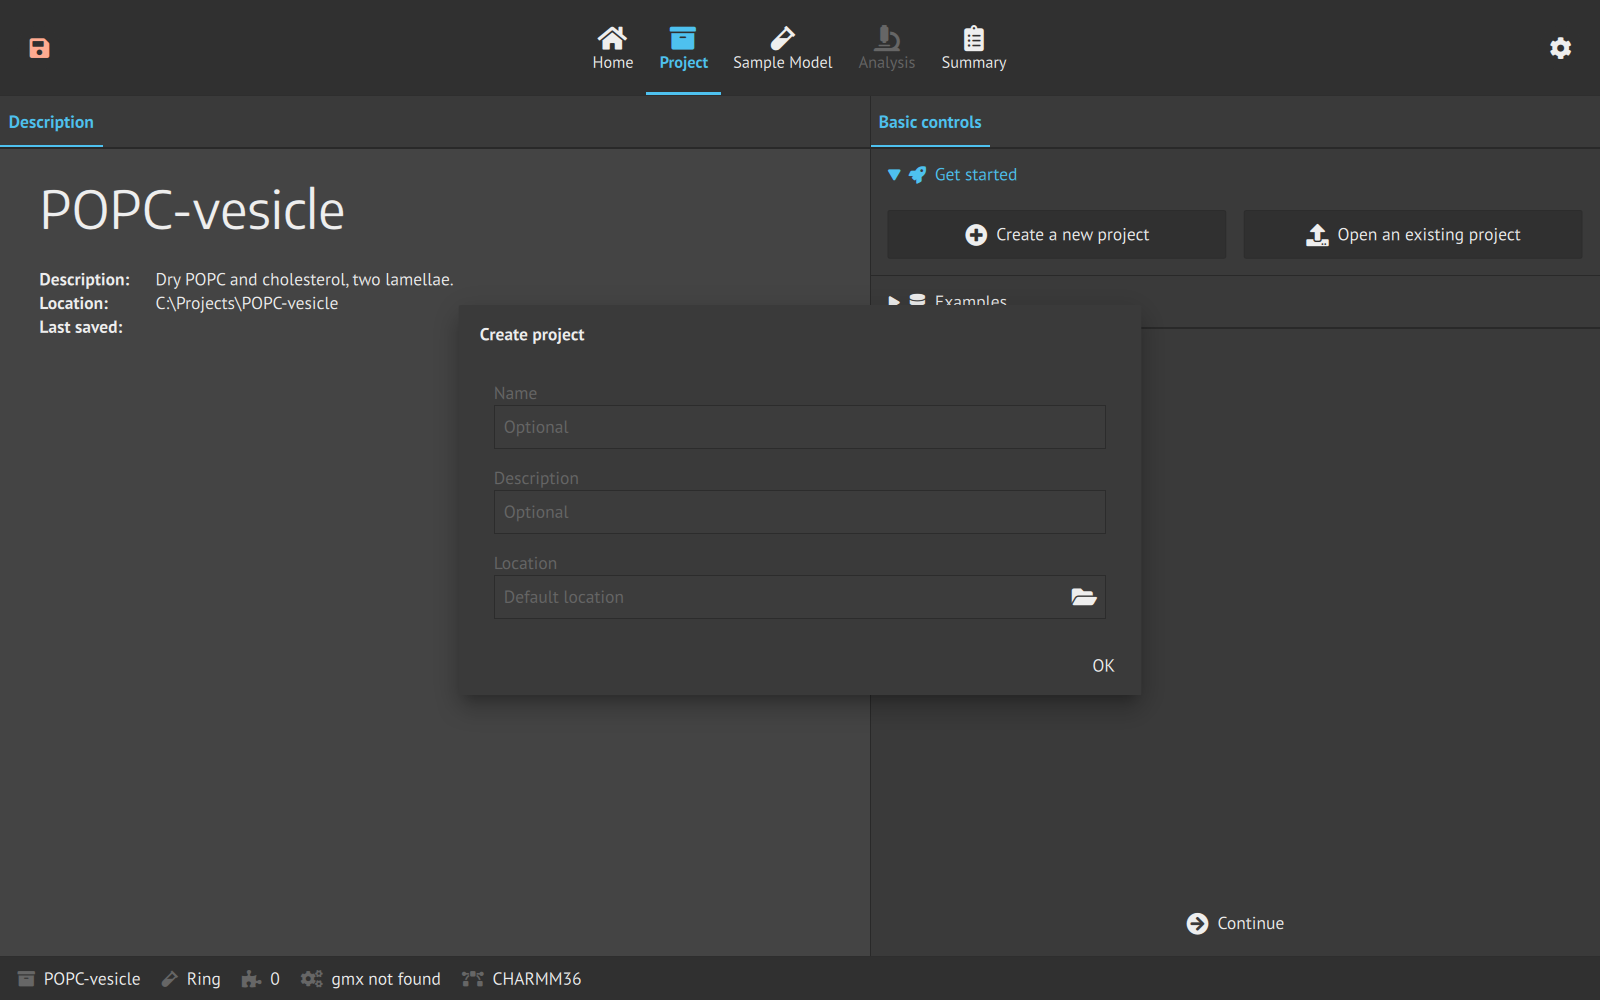 Home
Project
Sample Model
Analysis
Summary
Description
Basic controls
POPC-vesicle
Get started
Create a new project
Open an existing project
Description: Dry POPC and cholesterol, two lamellae.
Location: C:\Projects\POPC-vesicle
Last saved:
Examples
Create project
Name
Optional
Description
Optional
Location
Default location
OK
Continue
POPC-vesicle
Ring
0
gmx not found
CHARMM36